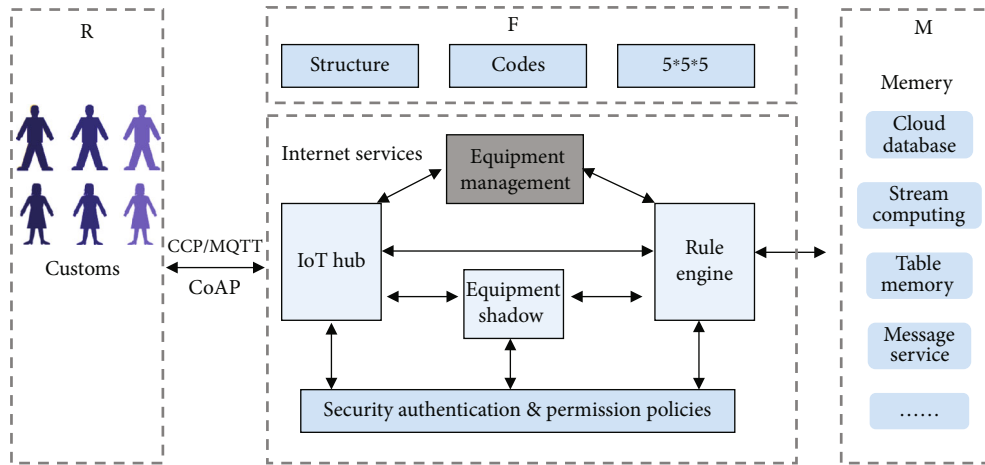 R
Customs
CCP/MQTT
CoAP
F
Structure
Codes
5*5*5
Internet services
Equipment
management
IoT hub
Rule
engine
Equipment
shadow
Security authentication & permission policies
M
Memery
Cloud
database
Stream
computing
Table
memory
Message
service
……